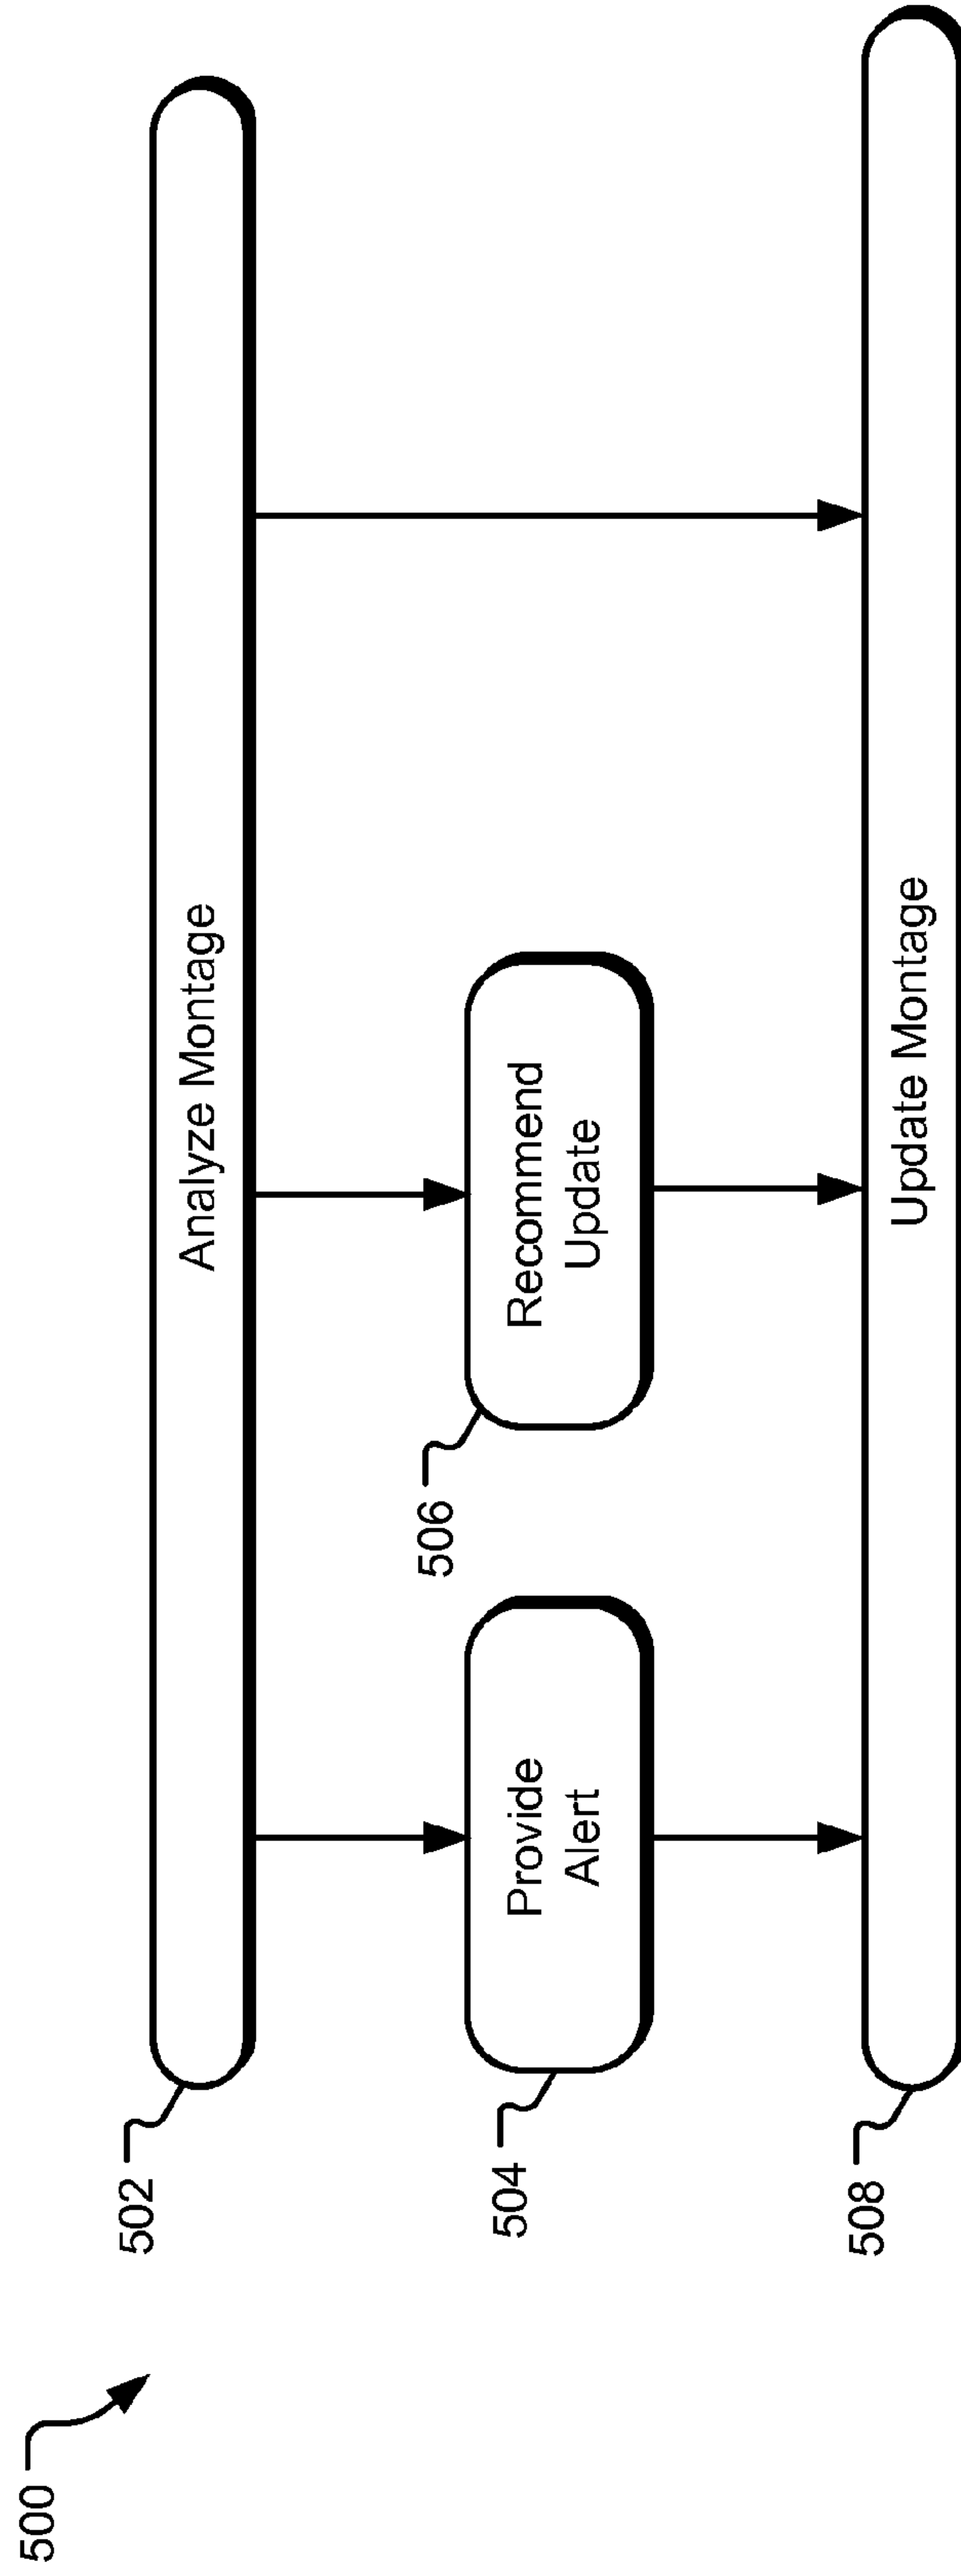 500
502
Analyze Montage
504
Provide
Alert
506
Recommend
Update
508
Update Montage